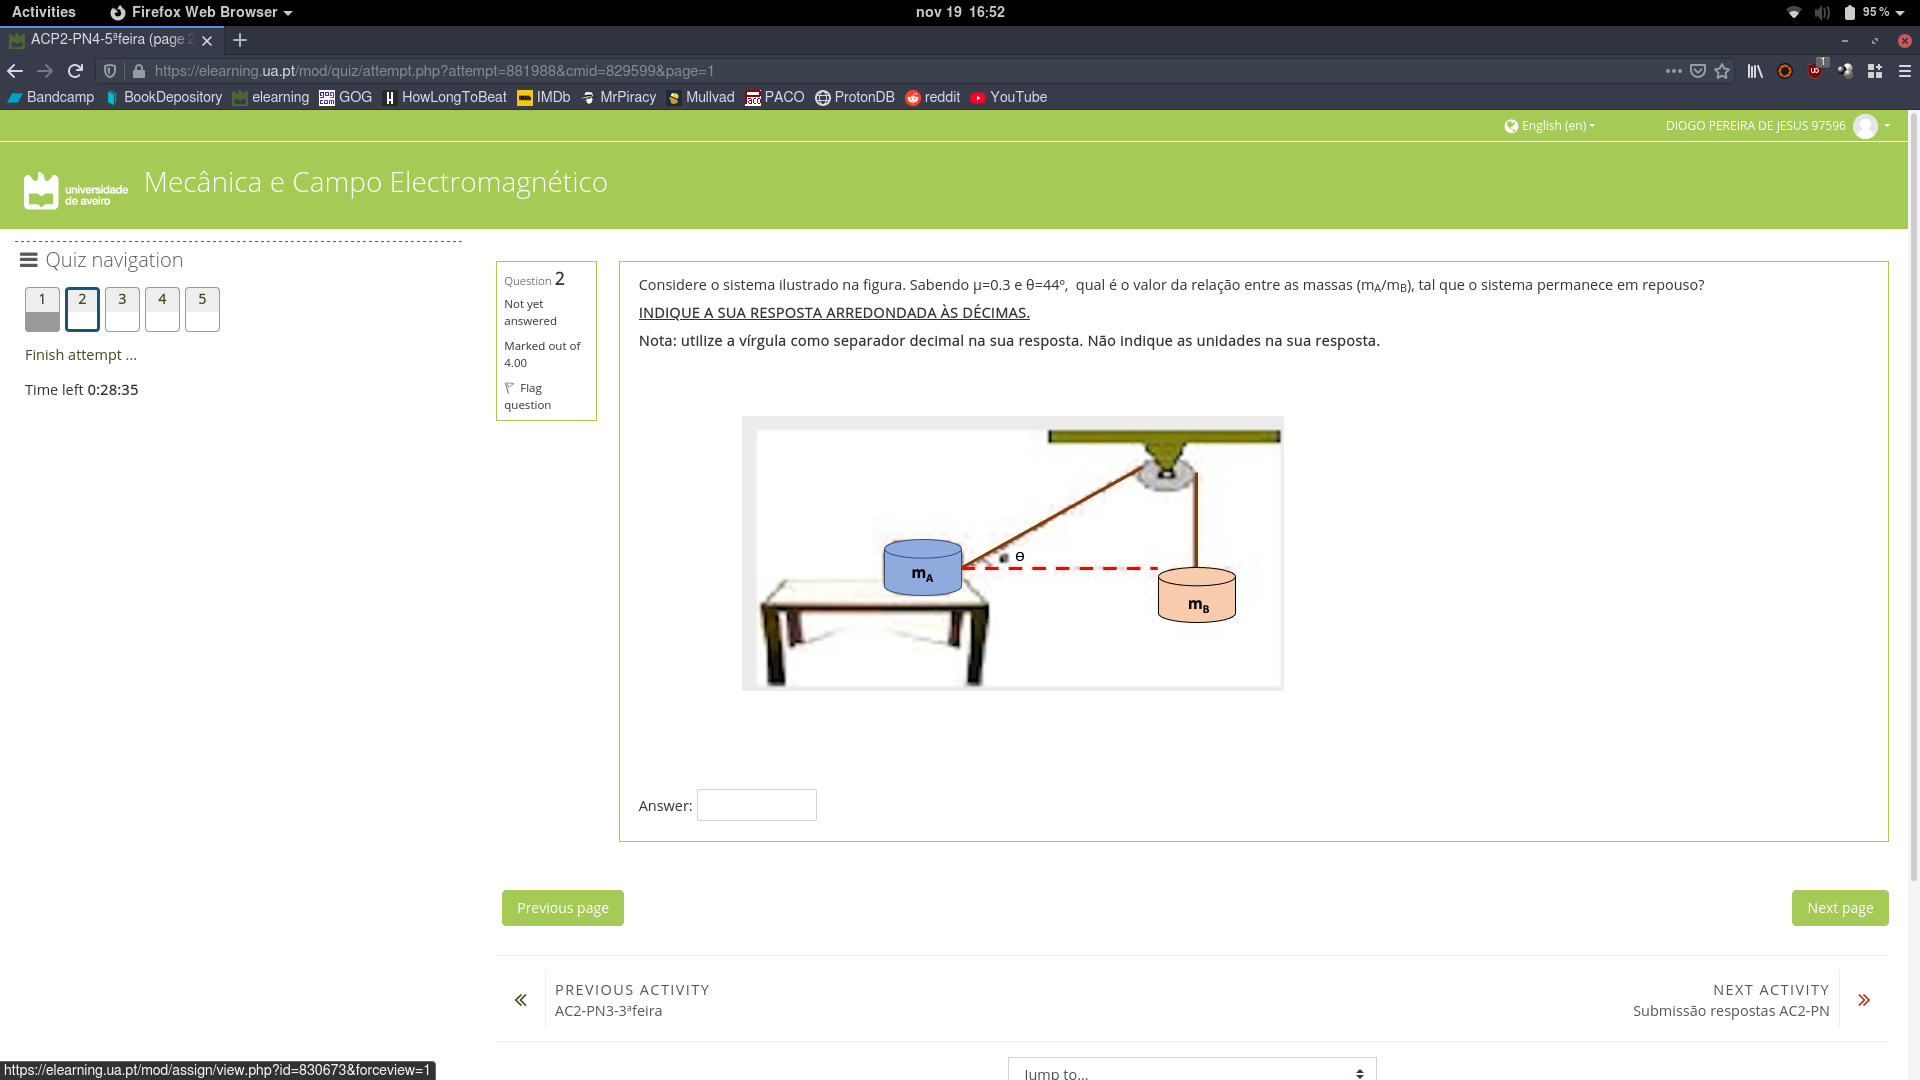 Activities
Firefox Web Browser
nov 19 16:52
95 %
ACP2-PN4-5ªfeira (page 2
https://elearning.ua.pt/mod/quiz/attempt.php?attempt=881988&cmid=829599&page=1
1
Bandcamp BookDepository elearning GOG HowLongToBeat IMDb MrPiracy Mullvad PACO ProtonDB reddit YouTube
English (en)
DIOGO PEREIRA DE JESUS 97596
universidade
de aveiro
Mecânica e Campo Electromagnético
Quiz navigation
1 2 3 4 5
Finish attempt ...
Time left 0:28:35
Question 2
Not yet
answered
Marked out of
4.00
Flag
question
Considere o sistema ilustrado na figura. Sabendo μ=0.3 e θ=44º, qual é o valor da relação entre as massas (mA/mB), tal que o sistema permanece em repouso?
INDIQUE A SUA RESPOSTA ARREDONDADA ÀS DÉCIMAS.
Nota: utilize a vírgula como separador decimal na sua resposta. Não indique as unidades na sua resposta.
θ
mA
mB
Answer:
Previous page
Next page
PREVIOUS ACTIVITY
AC2-PN3-3ªfeira
NEXT ACTIVITY
Submissão respostas AC2-PN
Jump to...
https://elearning.ua.pt/mod/assign/view.php?id=830673&forceview=1